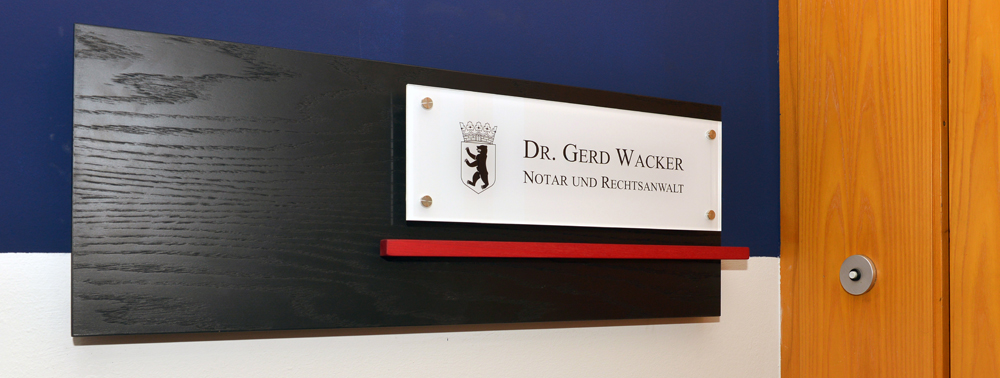 Dr. Gerd Wacker
Notar und Rechtsanwalt